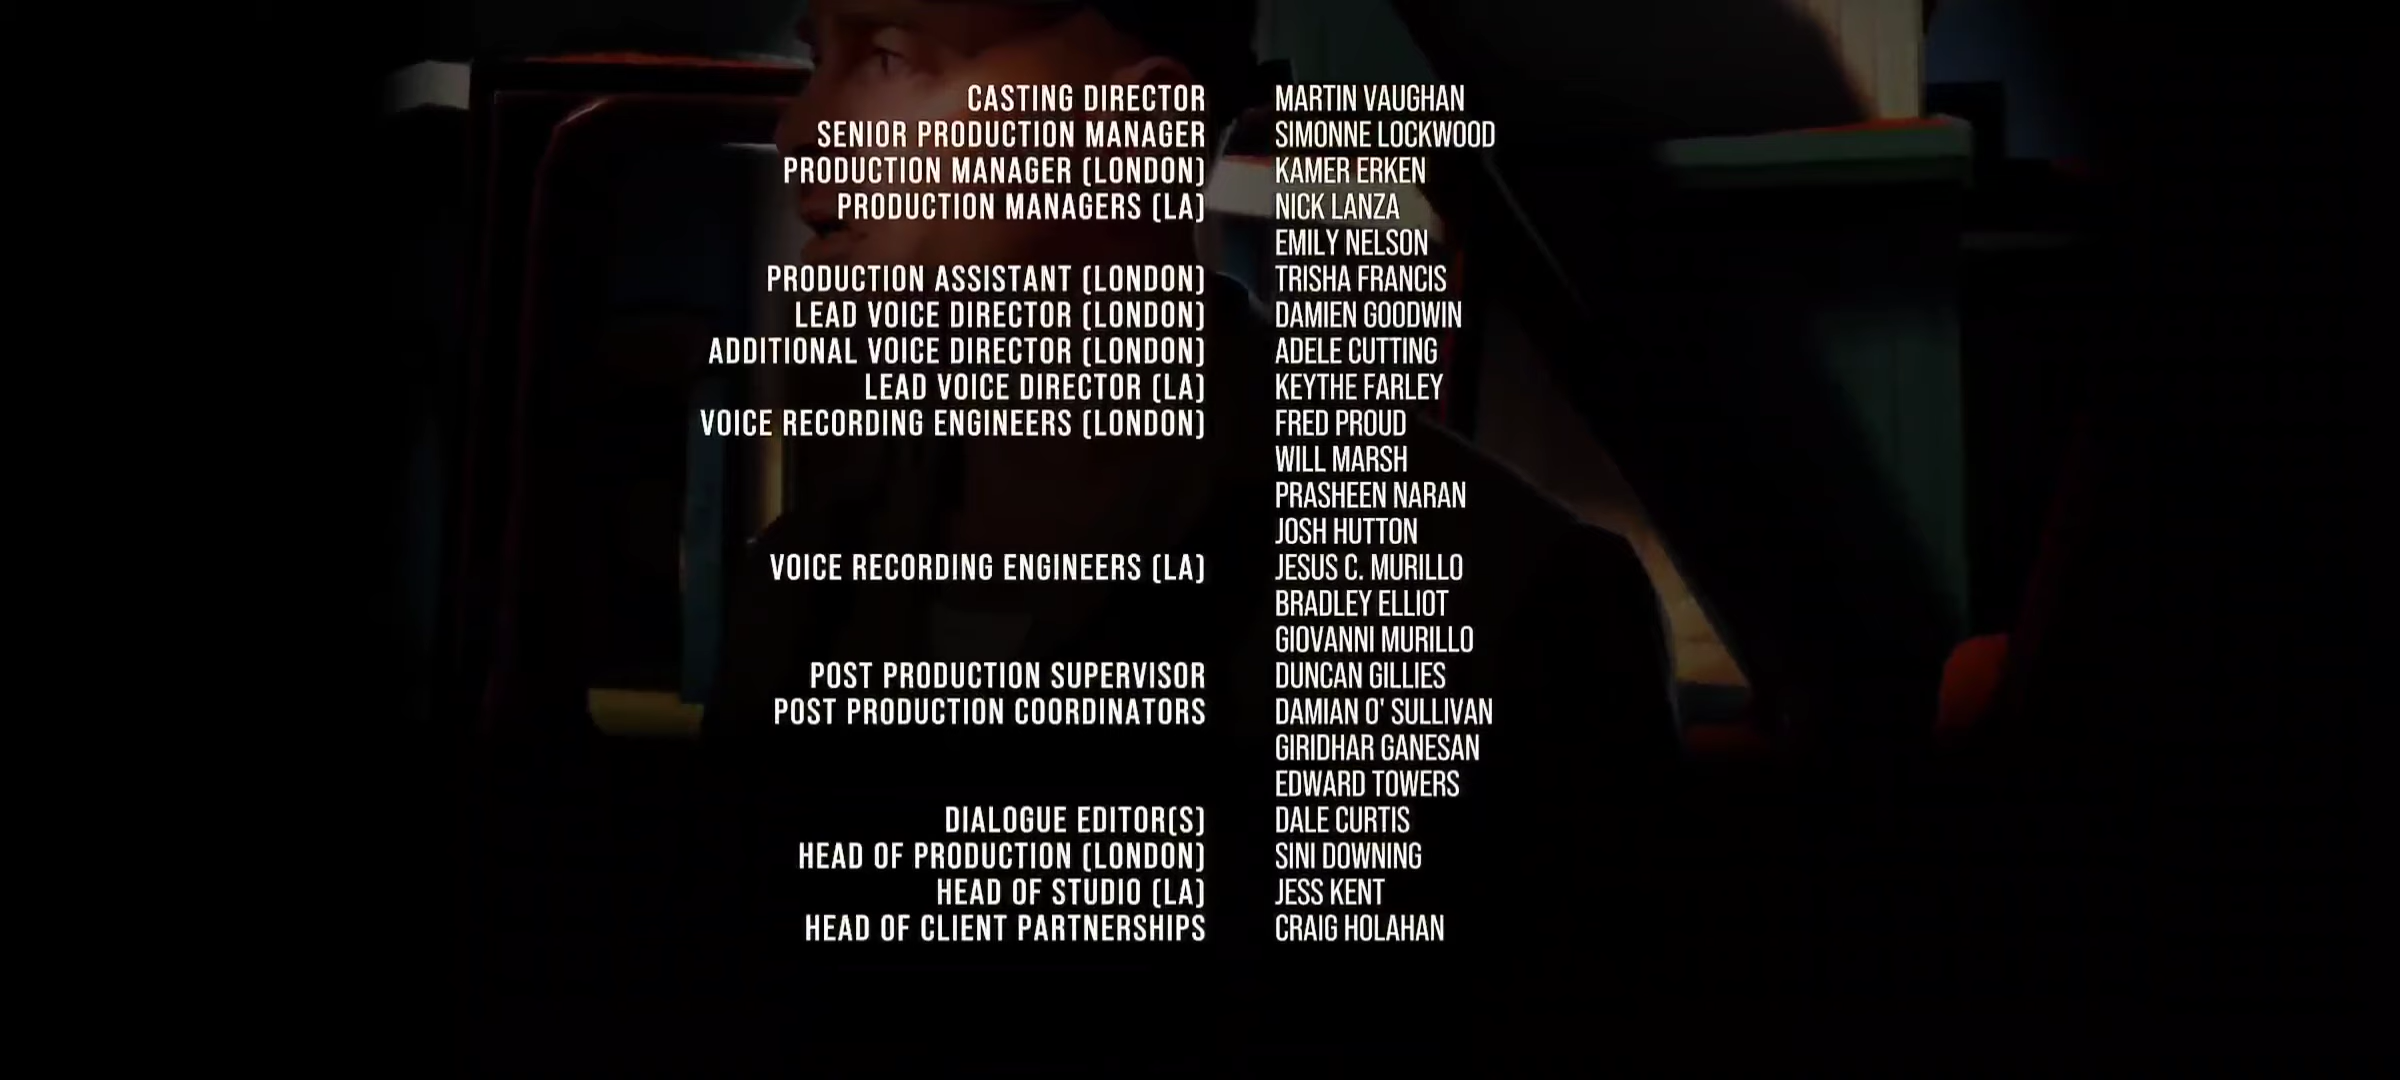 CASTING DIRECTOR MARTIN VAUGHAN
SENIOR PRODUCTION MANAGER SIMONNE LOCKWOOD
PRODUCTION MANAGER (LONDON) KAMER ERKEN
PRODUCTION MANAGERS (LA) NICK LANZA
EMILY NELSON
PRODUCTION ASSISTANT (LONDON) TRISHA FRANCIS
LEAD VOICE DIRECTOR (LONDON) DAMIEN GOODWIN
ADDITIONAL VOICE DIRECTOR (LONDON) ADELE CUTTING
LEAD VOICE DIRECTOR (LA) KEYTHE FARLEY
VOICE RECORDING ENGINEERS (LONDON) FRED PROUD
WILL MARSH
PRASHEEN NARAN
JOSH HUTTON
VOICE RECORDING ENGINEERS (LA) JESUS C. MURILLO
BRADLEY ELLIOT
GIOVANNI MURILLO
POST PRODUCTION SUPERVISOR DUNCAN GILLIES
POST PRODUCTION COORDINATORS DAMIAN O' SULLIVAN
GIRIDHAR GANESAN
EDWARD TOWERS
DIALOGUE EDITOR(S) DALE CURTIS
HEAD OF PRODUCTION (LONDON) SINI DOWNING
HEAD OF STUDIO (LA) JESS KENT
HEAD OF CLIENT PARTNERSHIPS CRAIG HOLAHAN